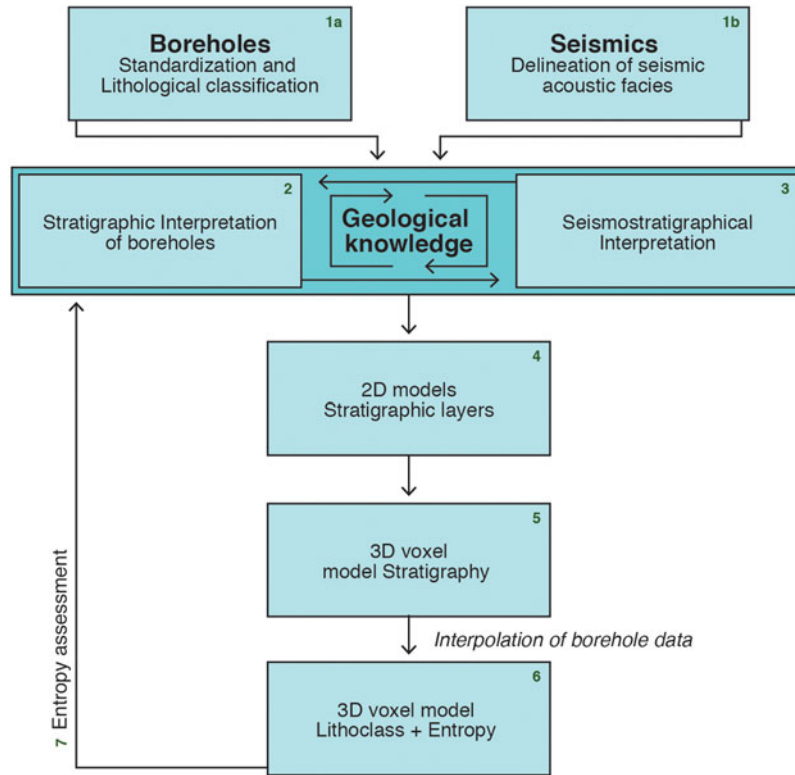 1a
Boreholes
Standardization and
Lithological classification
1b
Seismics
Delineation of seismic
acoustic facies
2
Stratigraphic Interpretation
of boreholes
Geological
knowledge
3
Seismostratigraphical
Interpretation
4
2D models
Stratigraphic layers
5
3D voxel
model Stratigraphy
Interpolation of borehole data
6
3D voxel model
Lithoclass + Entropy
7 Entropy assessment